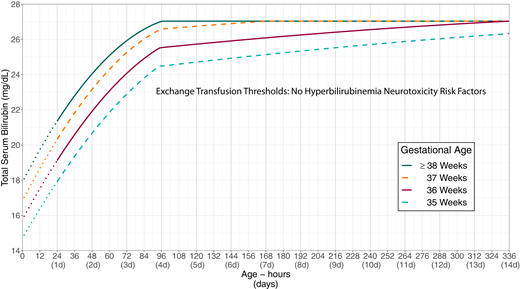 28
26
24
22
20
18
16
14
Total Serum Bilirubin (mg/dL)
Exchange Transfusion Thresholds: No Hyperbilirubinemia Neurotoxicity Risk Factors
Gestational Age
≥ 38 Weeks
37 Weeks
36 Weeks
35 Weeks
0 12 24 36 48 60 72 84 96 108 120 132 144 156 168 180 192 204 216 228 240 252 264 276 288 300 312 324 336
(1d) (2d) (3d) (4d) (5d) (6d) (7d) (8d) (9d) (10d) (11d) (12d) (13d) (14d)
Age – hours
(days)